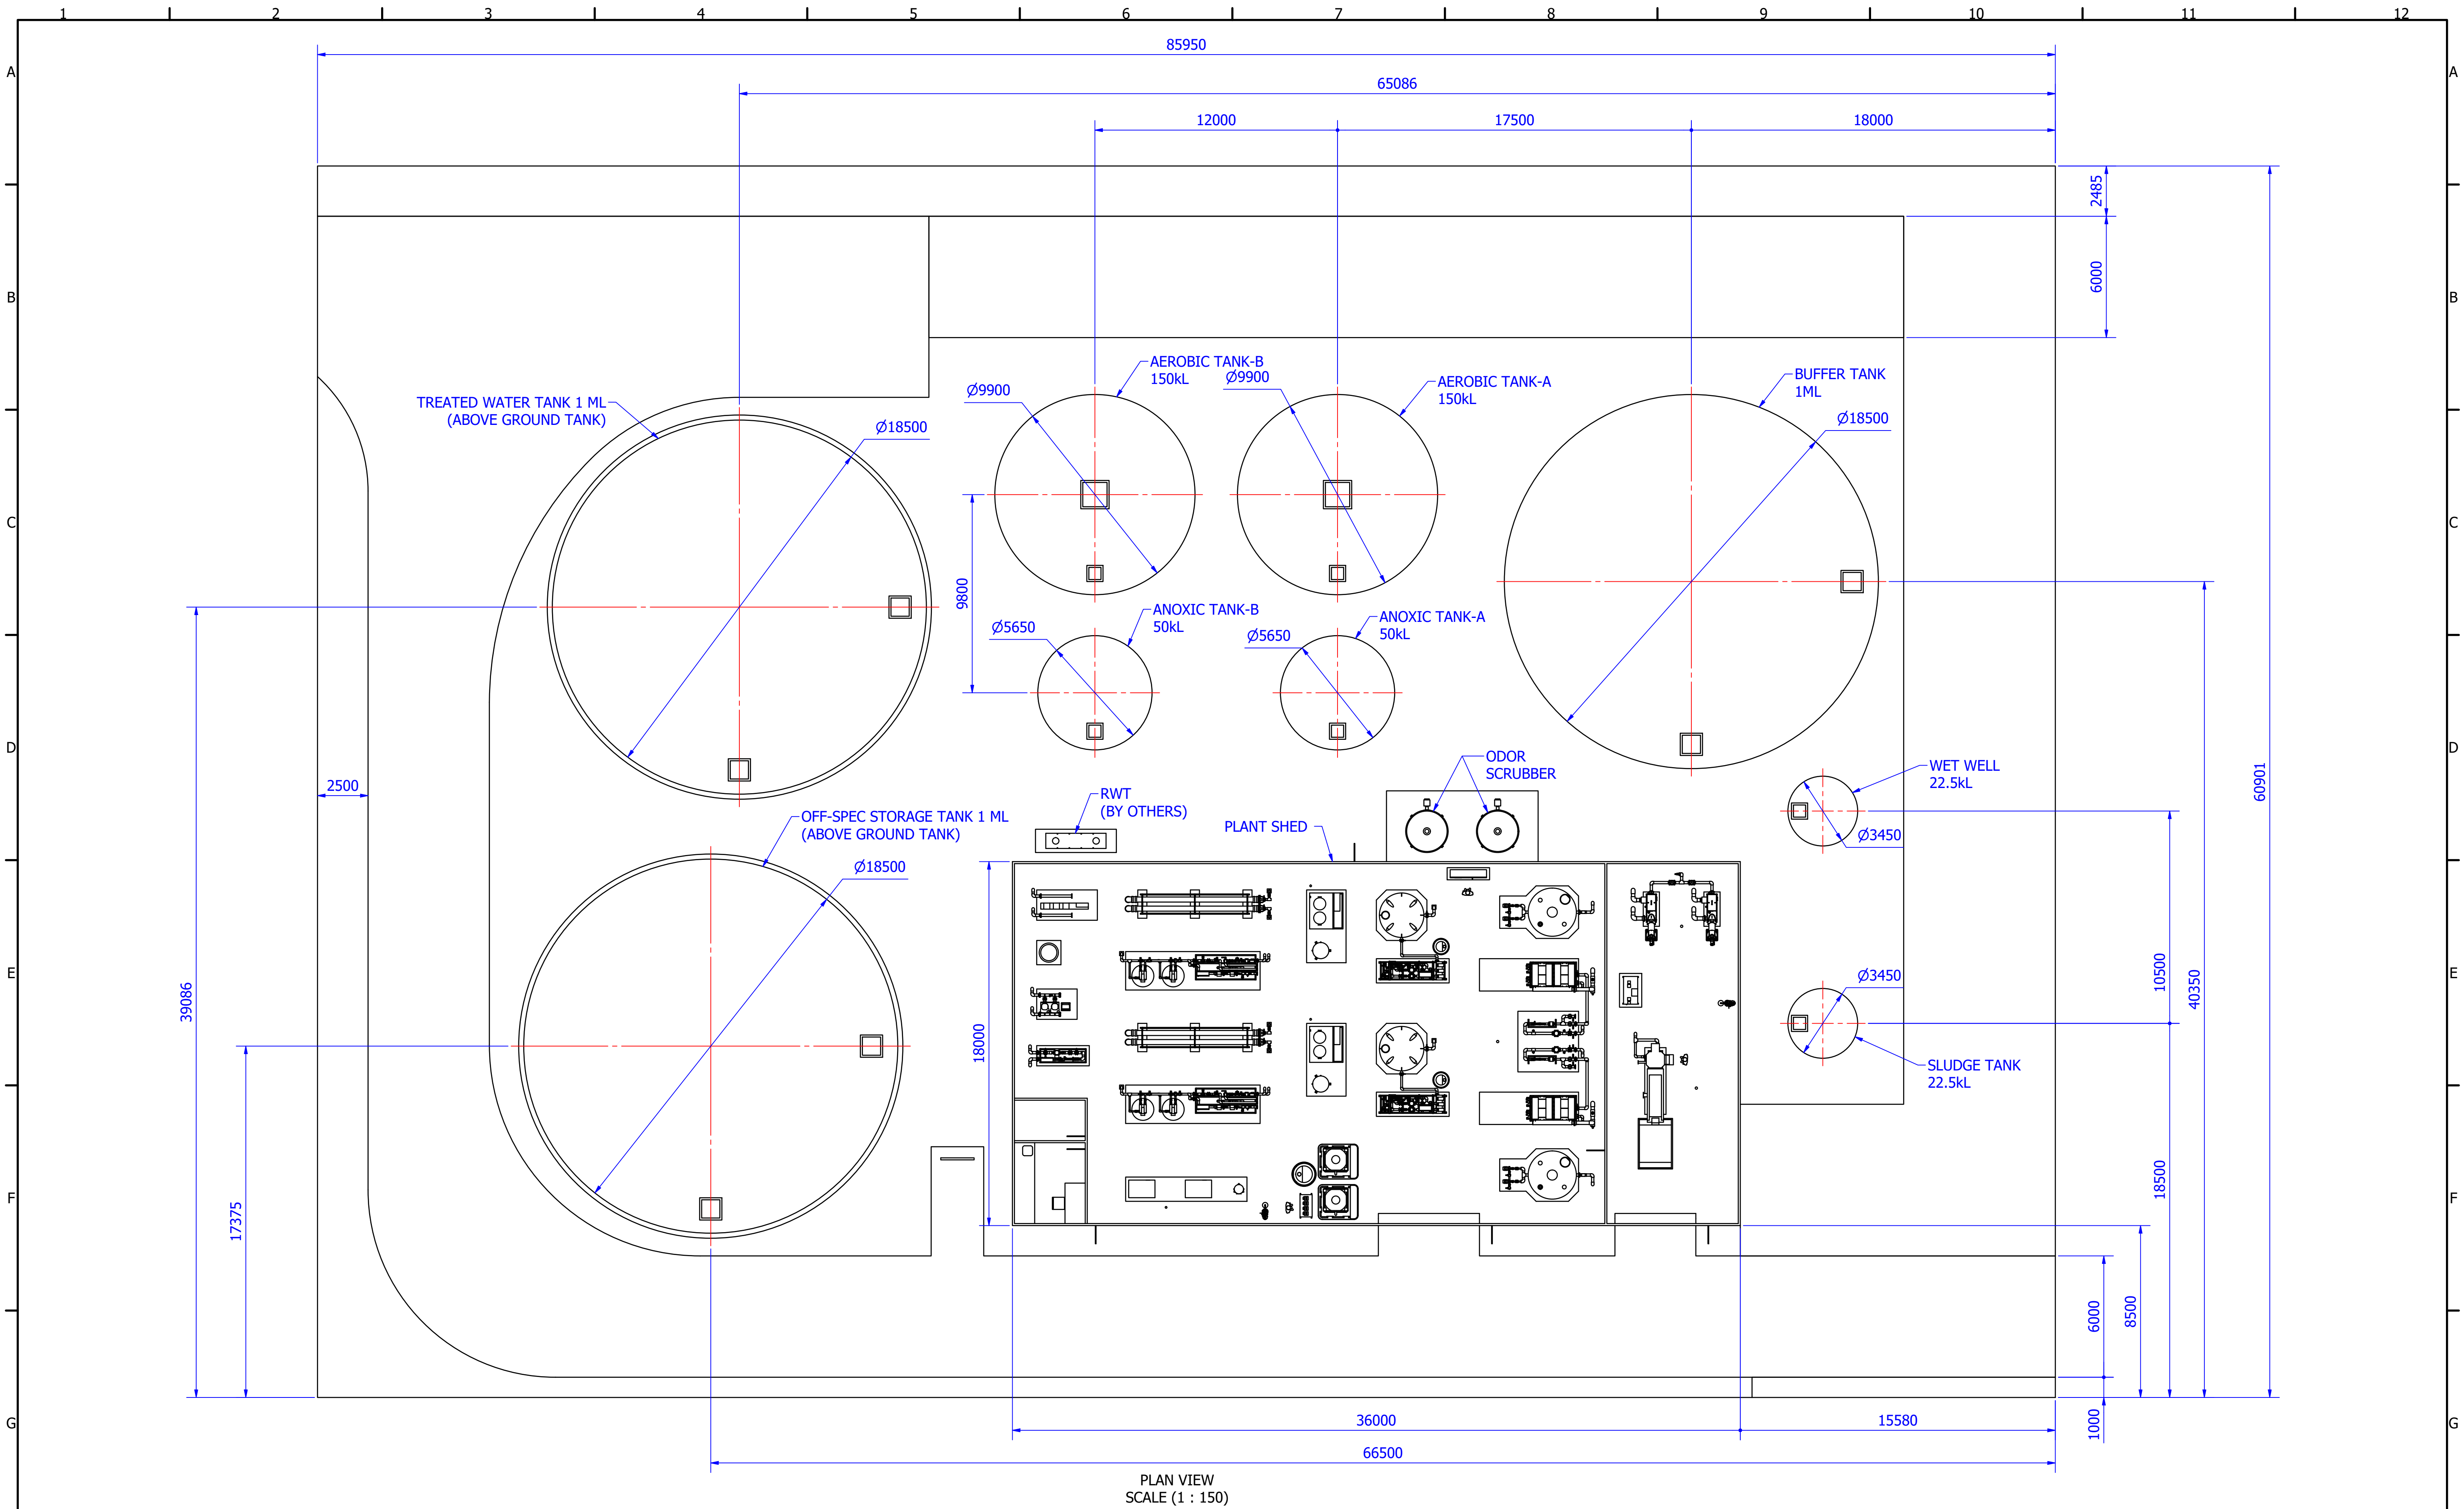 1 2 3 4 5 6 7 8 9 10 11 12
85950
A A
65086
12000 17500 18000
2485
6000
B B
AEROBIC TANK-B
150kL
Ø9900
AEROBIC TANK-A
150kL
Ø9900
BUFFER TANK
1ML
Ø18500
TREATED WATER TANK 1 ML
(ABOVE GROUND TANK)
Ø18500
C C
9800
ANOXIC TANK-B
50kL
Ø5650
ANOXIC TANK-A
50kL
Ø5650
D D
ODOR
SCRUBBER
WET WELL
22.5kL
2500
60901
RWT
(BY OTHERS)
OFF-SPEC STORAGE TANK 1 ML
(ABOVE GROUND TANK)
PLANT SHED
Ø3450
Ø18500
E E
Ø3450
39086
10500
40350
18000
SLUDGE TANK
22.5kL
F F
17375
18500
6000
8500
G G
36000 15580
1000
66500
PLAN VIEW
SCALE (1 : 150)